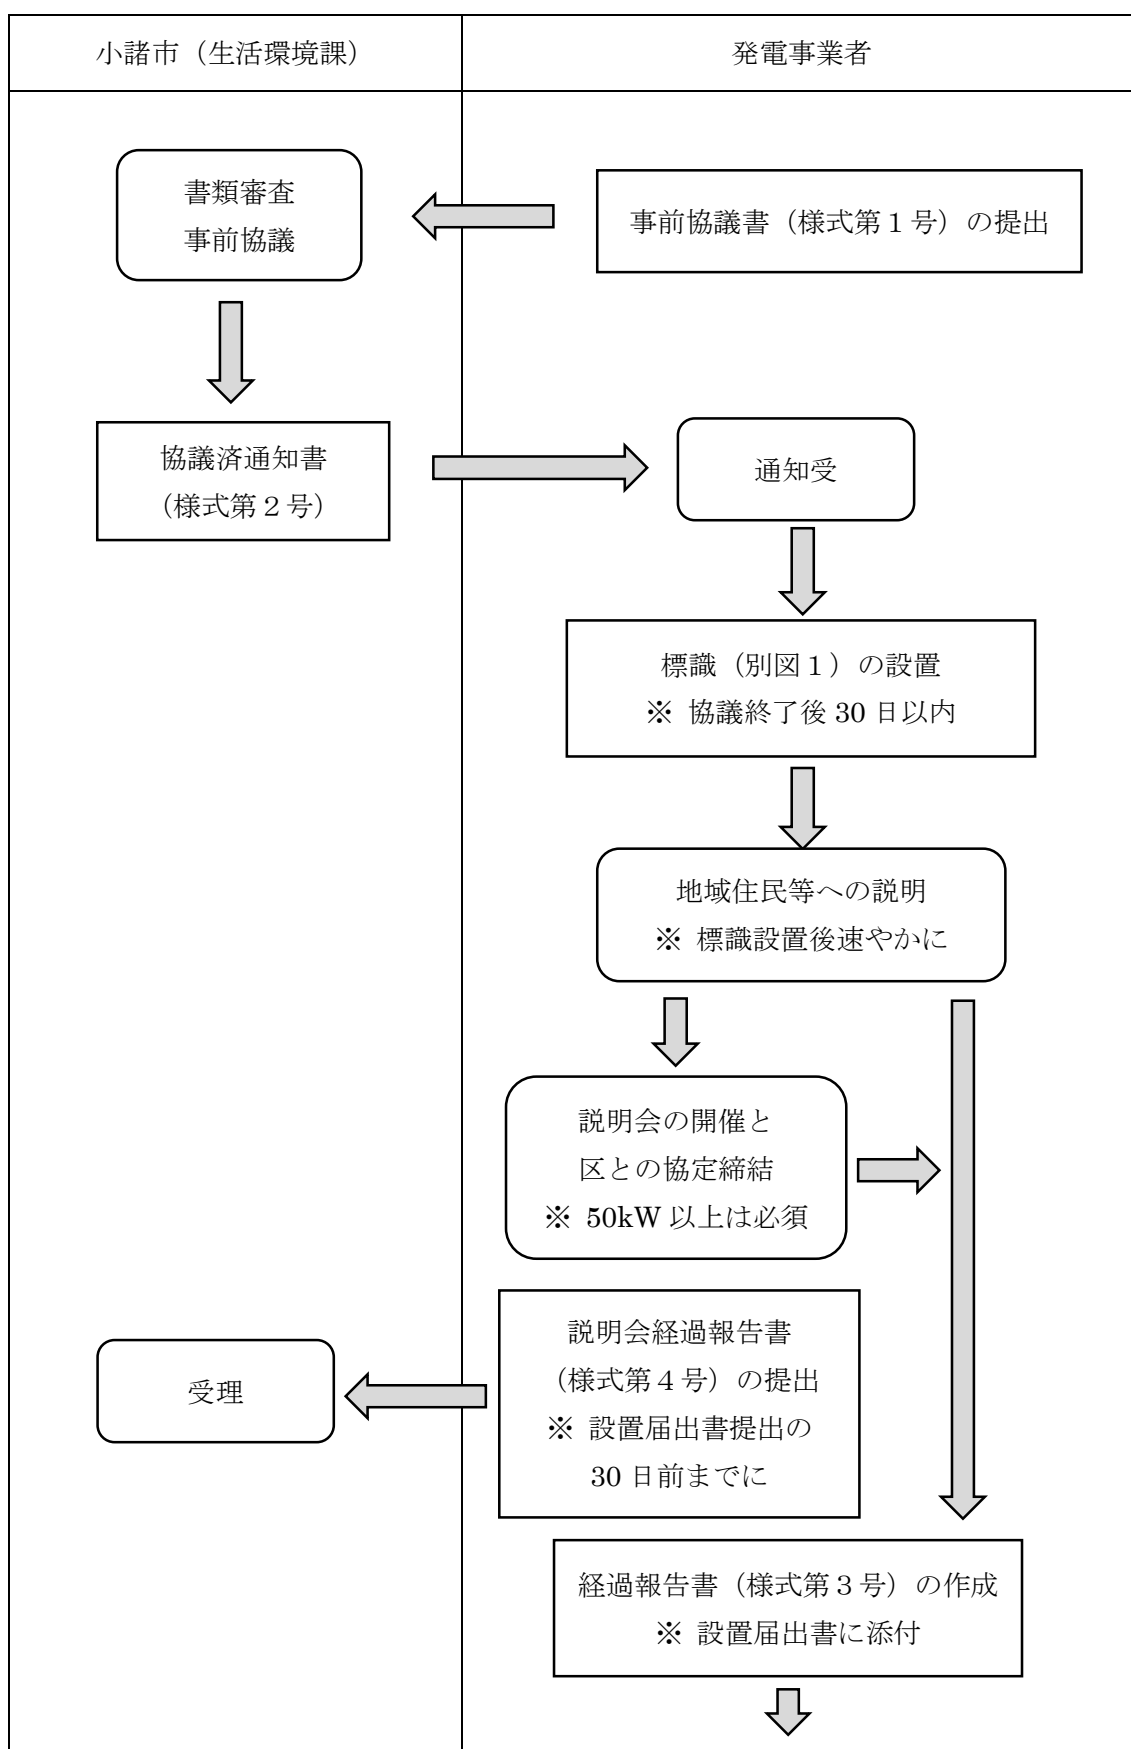 小諸市（生活環境課）
発電事業者
書類審査
事前協議
事前協議書（様式第１号）の提出
協議済通知書
（様式第２号）
通知受
標識（別図１）の設置
※ 協議終了後 30 日以内
地域住民等への説明
※ 標識設置後速やかに
説明会の開催と
区との協定締結
※ 50kW 以上は必須
説明会経過報告書
（様式第４号）の提出
※ 設置届出書提出の
30 日前までに
受理
経過報告書（様式第３号）の作成
※ 設置届出書に添付